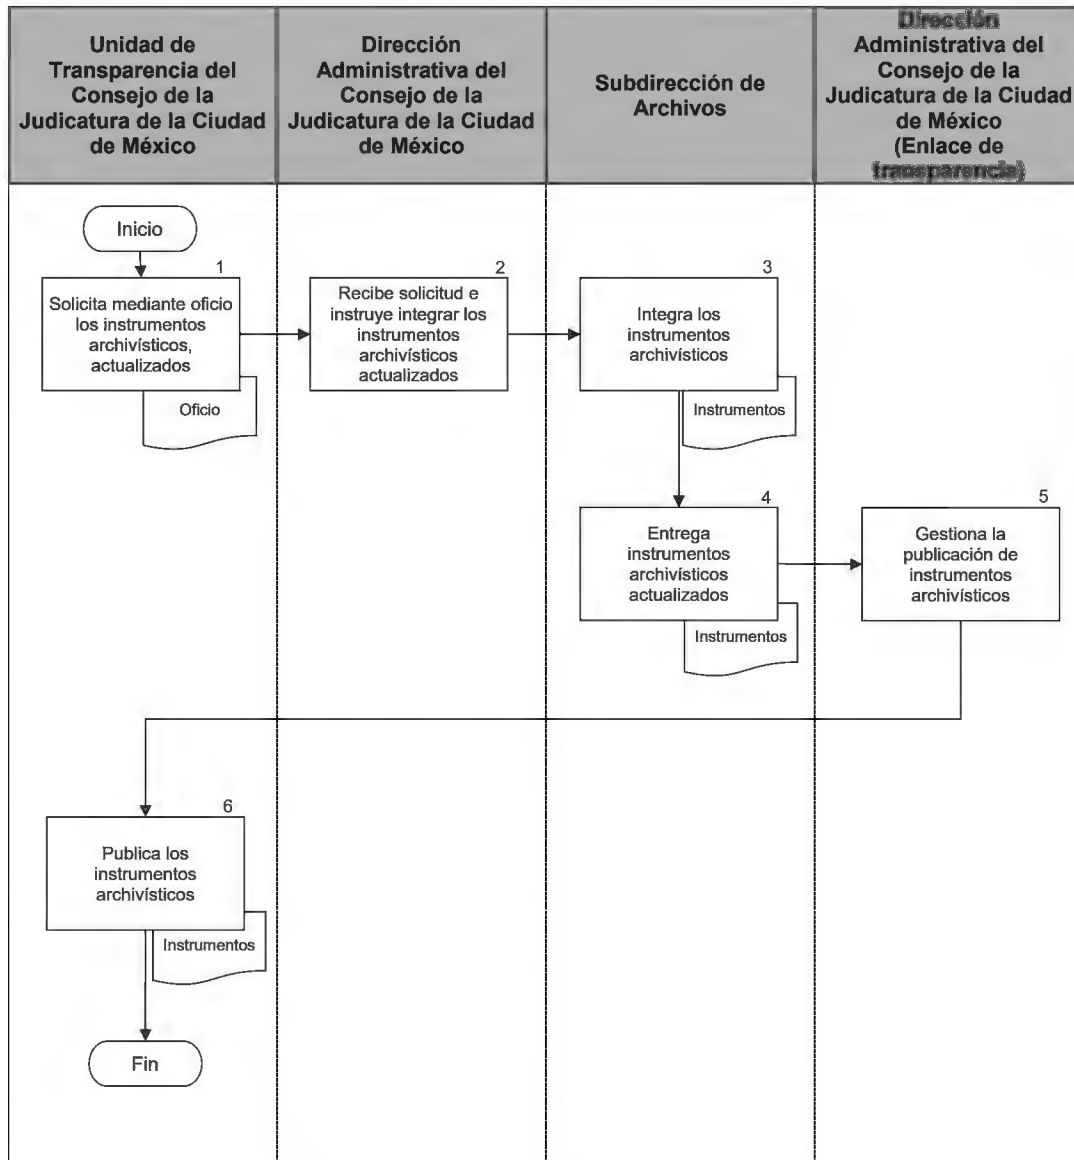 Unidad de
Transparencia del
Consejo de la
Judicatura de la Ciudad
de México
Dirección
Administrativa del
Consejo de la
Judicatura de la Ciudad
de México
Subdirección de
Archivos
Dirección
Administrativa del
Consejo de la
Judicatura de la Ciudad
de México
(Enlace de
transparencia)
Inicio
1
Solicita mediante oficio
los instrumentos
archivísticos,
actualizados
Oficio
2
Recibe solicitud e
instruye integrar los
instrumentos
archivísticos
actualizados
3
Integra los
instrumentos
archivísticos
Instrumentos
4
Entrega
instrumentos
archivísticos
actualizados
Instrumentos
5
Gestiona la
publicación de
instrumentos
archivísticos
6
Publica los
instrumentos
archivísticos
Instrumentos
Fin